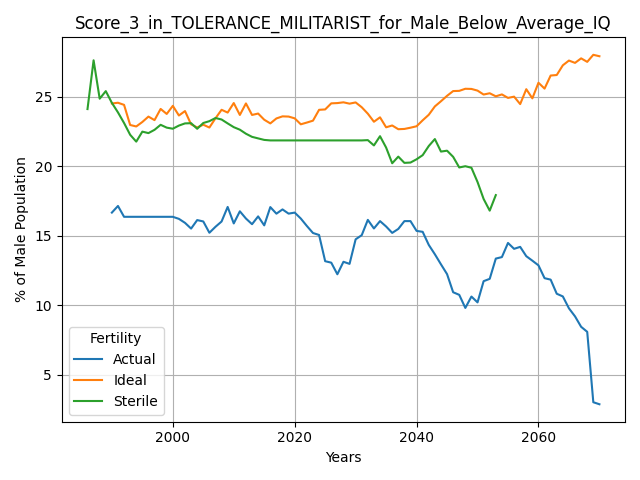 Score_3_in_TOLERANCE_MILITARIST_for_Male_Below_Average_IQ
% of Male Population
25
20
15
10
5
Fertility
Actual
Ideal
Sterile
2000 2020 2040 2060
Years